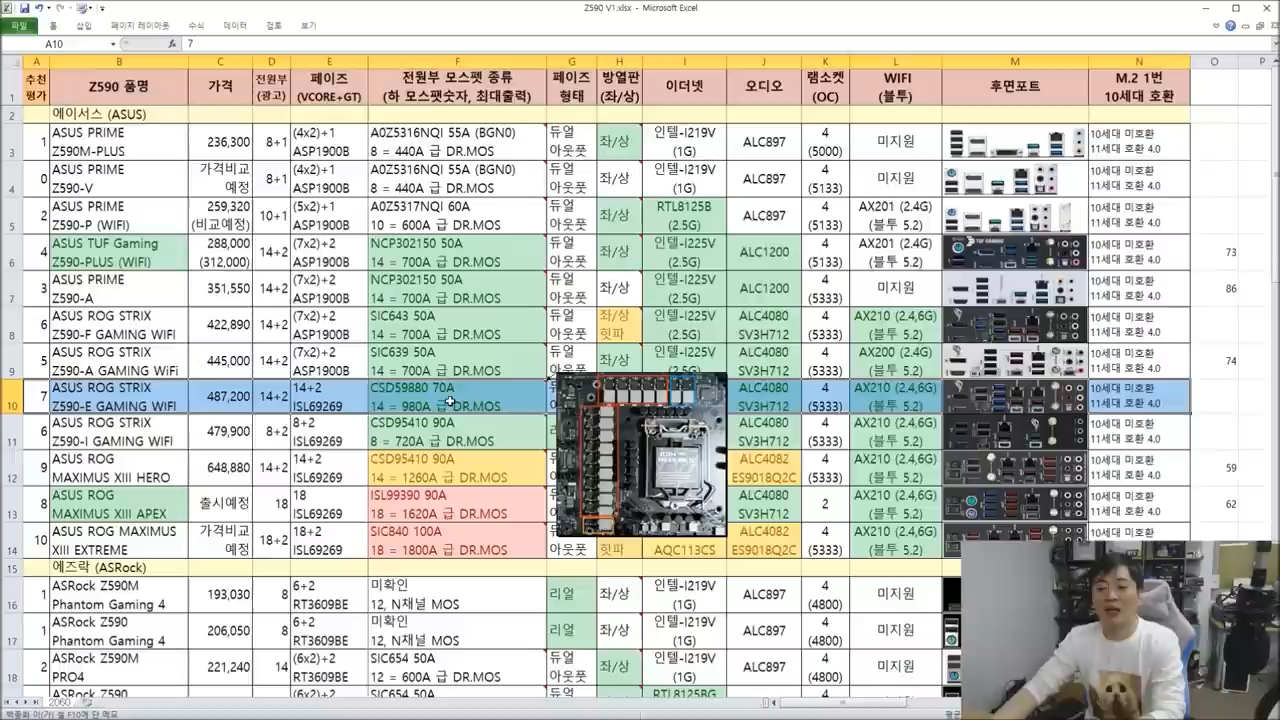 Z590 V1.xlsx - Microsoft Excel
파일 홈 삽입 페이지 레이아웃 수식 데이터 검토 보기
A10 fx 7
A B C D E F G H I J K L M N O P
1 추천 평가 Z590 품명 가격 전원부 (광고) 페이즈 (VCORE+GT) 전원부 모스펫 종류 (하 모스펫숫자, 최대출력) 페이즈 형태 방열판 (좌/상) 이더넷 오디오 램소켓 (OC) WIFI (블투) 후면포트 M.2 1번 10세대 호환
2 에이서스 (ASUS)
3 1 ASUS PRIME Z590M-PLUS 236,300 8+1 (4x2)+1 ASP1900B A0Z5316NQI 55A (BGN0) 8 = 440A 급 DR.MOS 듀얼 아웃풋 좌/상 인텔-I219V (1G) ALC897 4 (5000) 미지원 10세대 미호환 11세대 호환 4.0
4 0 ASUS PRIME Z590-V 가격비교 예정 8+1 (4x2)+1 ASP1900B A0Z5316NQI 55A (BGN0) 8 = 440A 급 DR.MOS 듀얼 아웃풋 좌/상 인텔-I219V (1G) ALC897 4 (5133) 미지원 10세대 미호환 11세대 호환 4.0
5 2 ASUS PRIME Z590-P (WIFI) 259,320 (비교예정) 10+1 (5x2)+1 ASP1900B A0Z5317NQI 60A 10 = 600A 급 DR.MOS 듀얼 아웃풋 좌/상 RTL8125B (2.5G) ALC897 4 (5133) AX201 (2.4G) (블투 5.2) 10세대 미호환 11세대 호환 4.0
6 4 ASUS TUF Gaming Z590-PLUS (WIFI) 288,000 (312,000) 14+2 (7x2)+2 ASP1900B NCP302150 50A 14 = 700A 급 DR.MOS 듀얼 아웃풋 좌/상 인텔-I225V (2.5G) ALC1200 4 (5133) AX201 (2.4G) (블투 5.2) 10세대 미호환 11세대 호환 4.0 73
7 3 ASUS PRIME Z590-A 351,550 14+2 (7x2)+2 ASP1900B NCP302150 50A 14 = 700A 급 DR.MOS 듀얼 아웃풋 좌/상 인텔-I225V (2.5G) ALC1200 4 (5333) 미지원 10세대 미호환 11세대 호환 4.0 86
8 6 ASUS ROG STRIX Z590-F GAMING WIFI 422,890 14+2 (7x2)+2 ASP1900B SIC643 50A 14 = 700A 급 DR.MOS 듀얼 아웃풋 좌/상 힛파 인텔-I225V (2.5G) ALC4080 SV3H712 4 (5333) AX210 (2.4,6G) (블투 5.2) 10세대 미호환 11세대 호환 4.0
9 5 ASUS ROG STRIX Z590-A GAMING WiFi 445,000 14+2 (7x2)+2 ASP1900B SIC639 50A 14 = 700A 급 DR.MOS 듀얼 아웃풋 좌/상 인텔-I225V (2.5G) ALC4080 SV3H712 4 (5333) AX200 (2.4G) (블투 5.2) 10세대 미호환 11세대 호환 4.0 74
10 7 ASUS ROG STRIX Z590-E GAMING WIFI 487,200 14+2 14+2 ISL69269 CSD59880 70A 14 = 980A 급 DR.MOS ALC4080 SV3H712 4 (5333) AX210 (2.4,6G) (블투 5.2) 10세대 미호환 11세대 호환 4.0
11 6 ASUS ROG STRIX Z590-I GAMING WIFI 479,900 8+2 8+2 ISL69269 CSD95410 90A 8 = 720A 급 DR.MOS ALC4080 SV3H712 4 (5333) AX210 (2.4,6G) (블투 5.2) 10세대 미호환 11세대 호환 4.0
12 9 ASUS ROG MAXIMUS XIII HERO 648,880 14+2 14+2 ISL69269 CSD95410 90A 14 = 1260A 급 DR.MOS ALC4082 ES9018Q2C 4 (5333) AX210 (2.4,6G) (블투 5.2) 10세대 미호환 11세대 호환 4.0 59
13 8 ASUS ROG MAXIMUS XIII APEX 출시예정 18 18 ISL69269 ISL99390 90A 18 = 1620A 급 DR.MOS ALC4080 SV3H712 2 AX210 (2.4,6G) (블투 5.2) 10세대 미호환 11세대 호환 4.0 62
14 10 ASUS ROG MAXIMUS XIII EXTREME 가격비교 예정 18+2 18+2 ISL69269 SIC840 100A 18 = 1800A 급 DR.MOS 아웃풋 힛파 AQC113CS ALC4082 ES9018Q2C 4 (5333) AX210 (2.4,6G) (블투 5.2) 10세대 미호환 11세대 호환 4.0
15 에즈락 (ASRock)
16 1 ASRock Z590M Phantom Gaming 4 193,030 8 6+2 RT3609BE 미확인 12, N채널 MOS 리얼 좌/상 인텔-I219V (1G) ALC897 4 (4800) 미지원
17 1 ASRock Z590 Phantom Gaming 4 206,050 8 6+2 RT3609BE 미확인 12, N채널 MOS 리얼 좌/상 인텔-I219V (1G) ALC897 4 (4800) 미지원
18 2 ASRock Z590M PRO4 221,240 14 (6x2)+2 RT3609BE SIC654 50A 12 = 600A 급 DR.MOS 듀얼 아웃풋 좌/상 인텔-I219V (1G) ALC897 4 (4800) 미지원
ASRock Z590 (6x2)+2 SIC654 50A 듀얼 RTL8125BG 4
2060